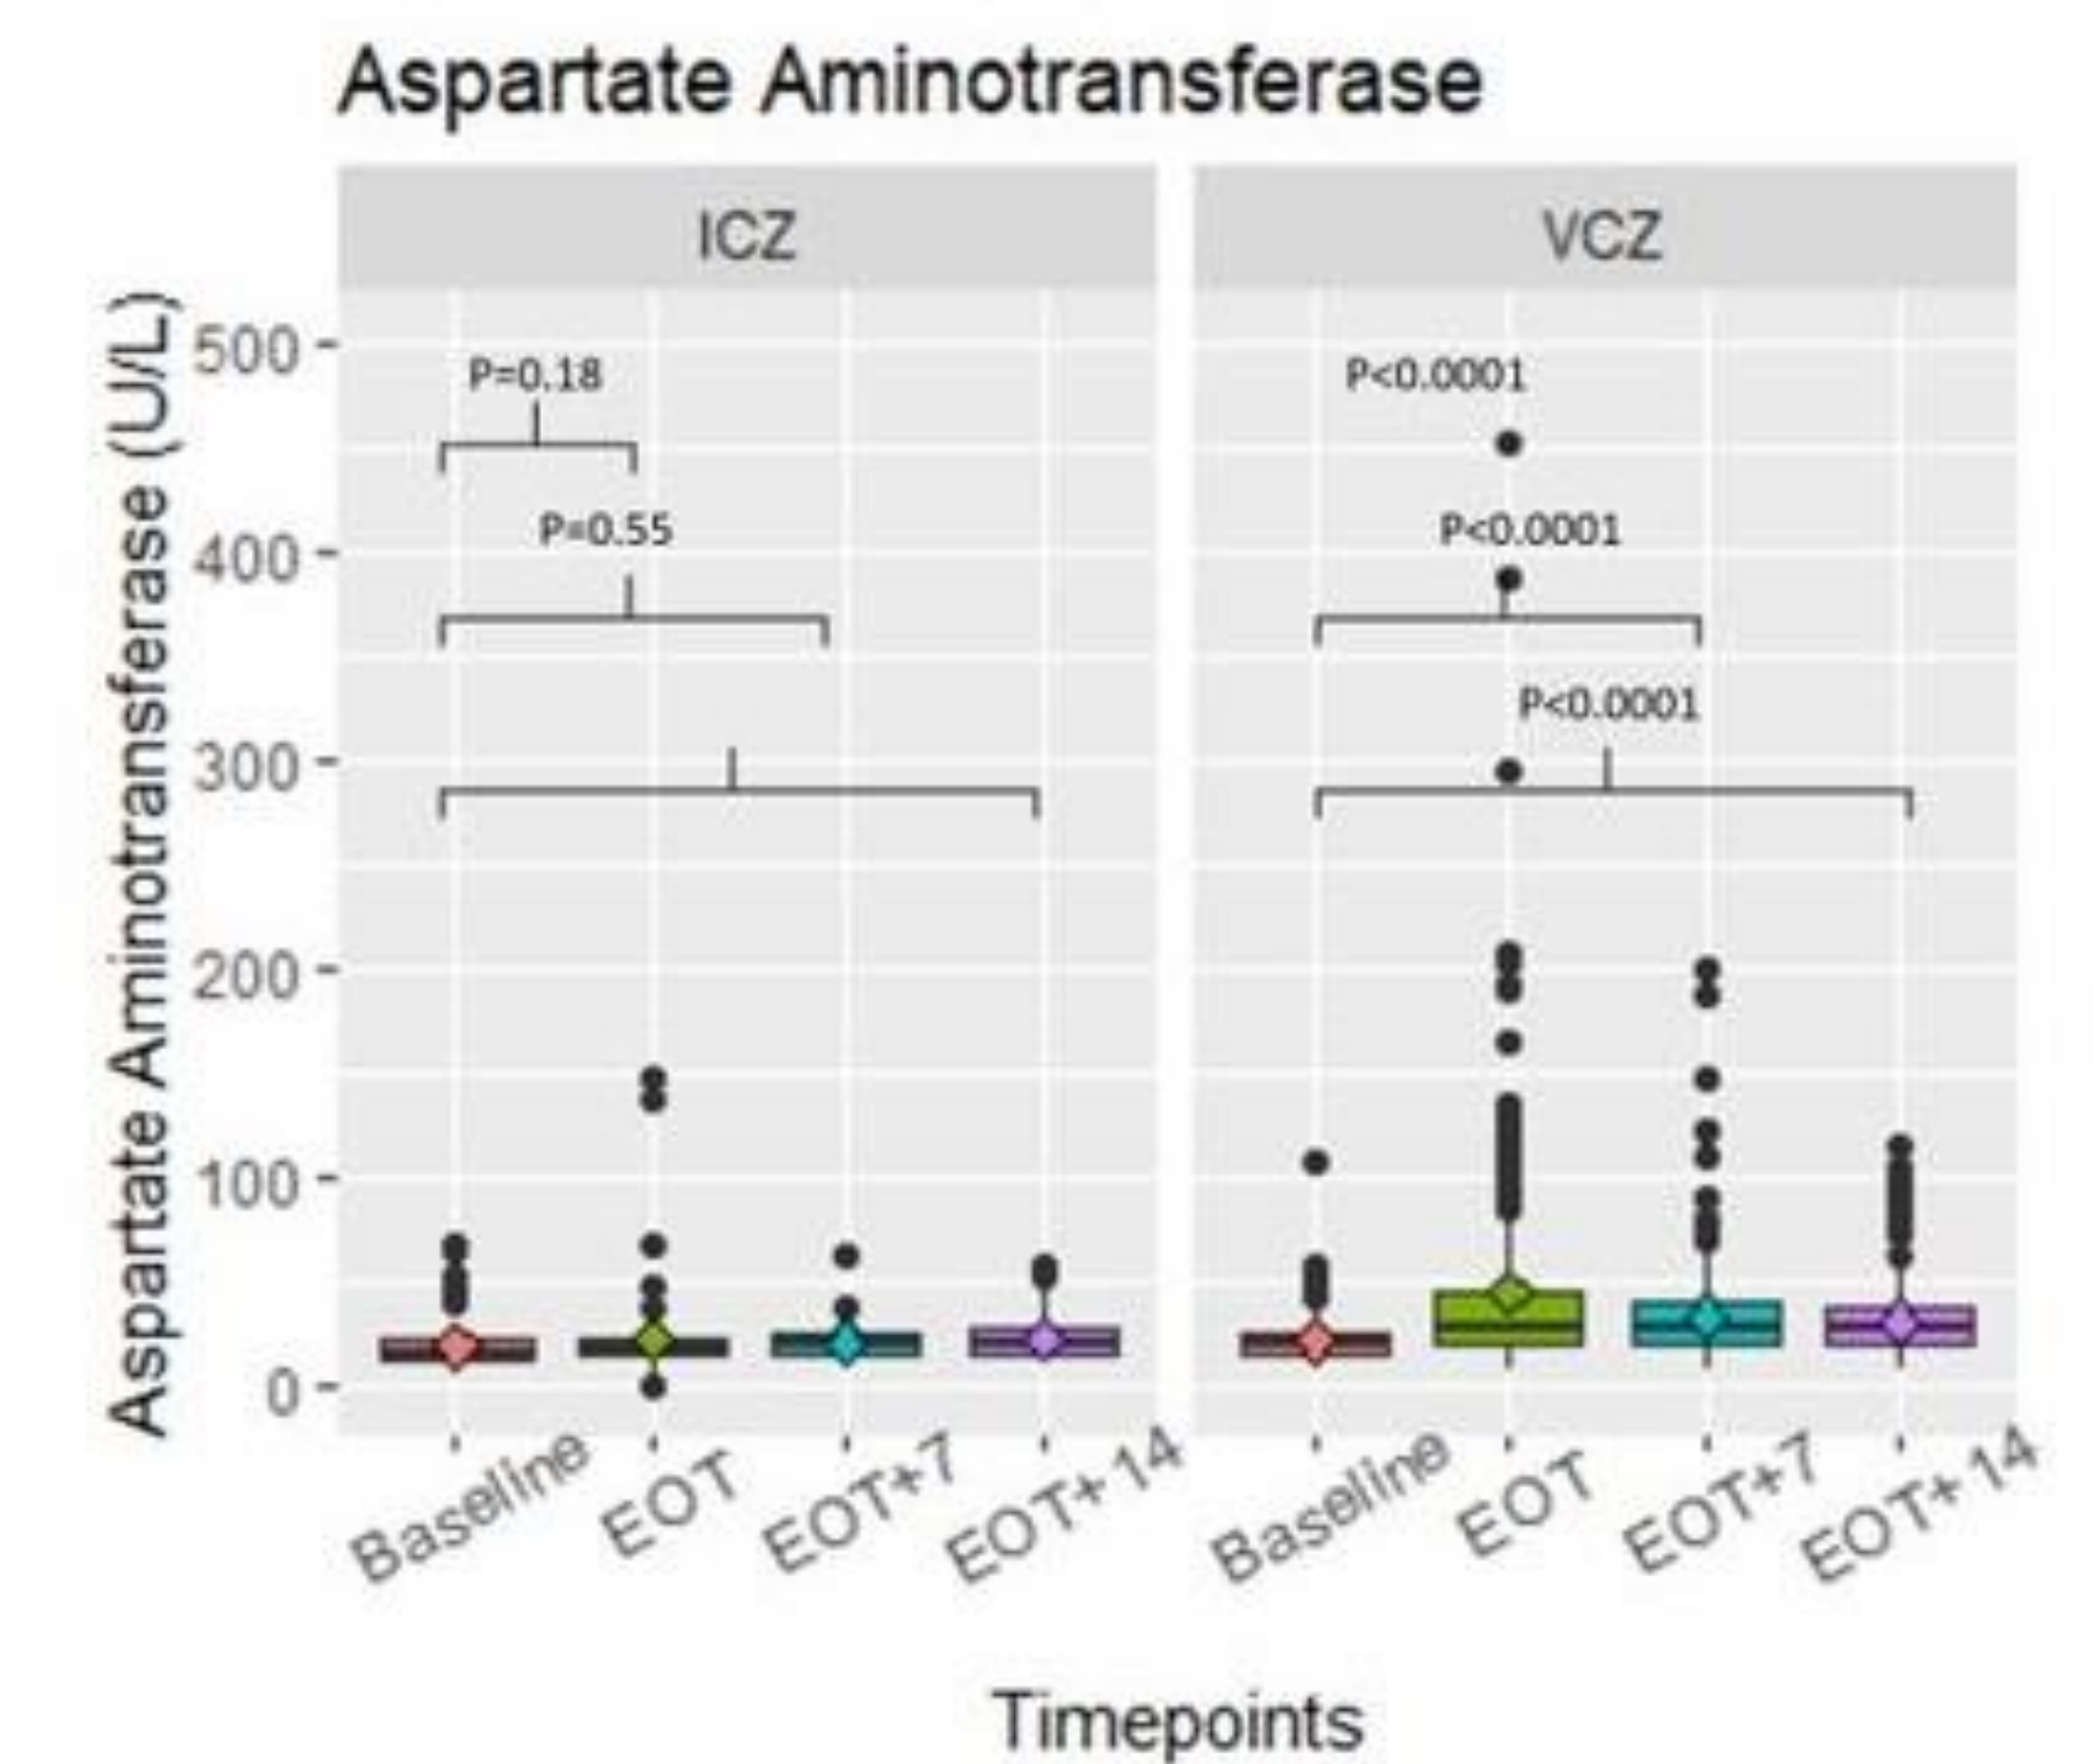 Aspartate Aminotransferase
ICZ
VCZ
Aspartate Aminotransferase (U/L)
500
400
300
200
100
0
P=0.18
P=0.55
P<0.0001
P<0.0001
P<0.0001
Baseline
EOT
EOT+7
EOT+14
Baseline
EOT
EOT+7
EOT+14
Timepoints